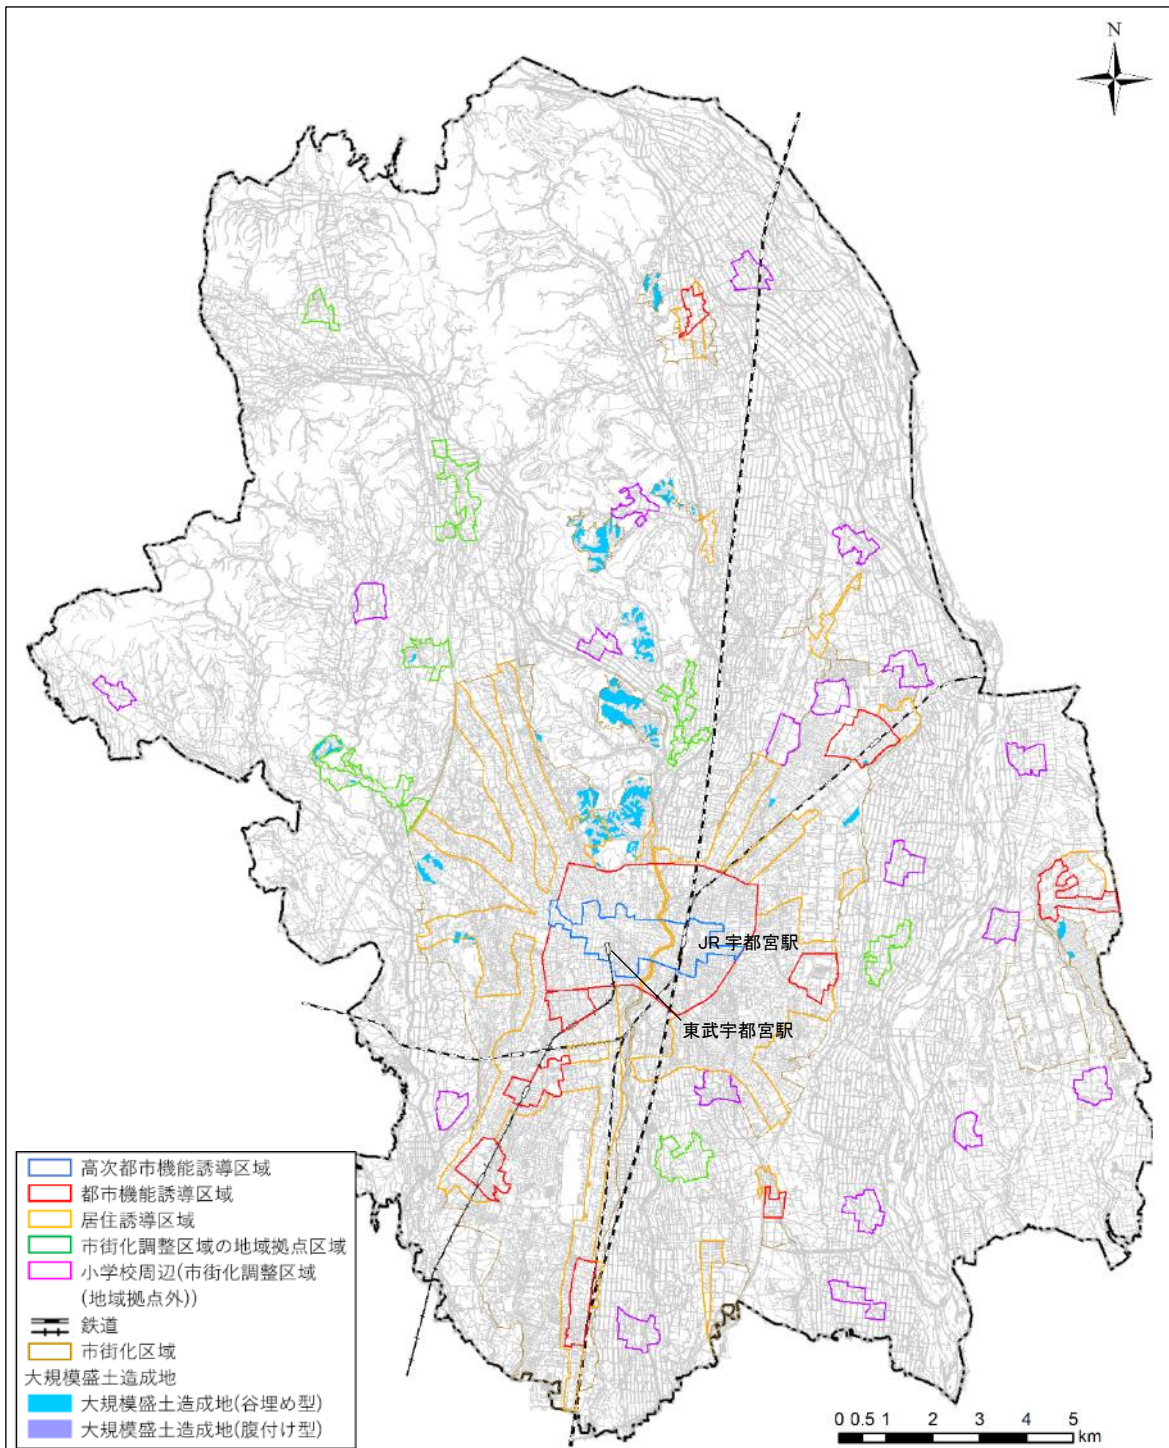 N
JR 宇都宮駅
東武宇都宮駅
高次都市機能誘導区域
都市機能誘導区域
居住誘導区域
市街化調整区域の地域拠点区域
小学校周辺(市街化調整区域
(地域拠点外))
鉄道
市街化区域
大規模盛土造成地
大規模盛土造成地(谷埋め型)
大規模盛土造成地(腹付け型)
0 0.5 1 2 3 4 5
km